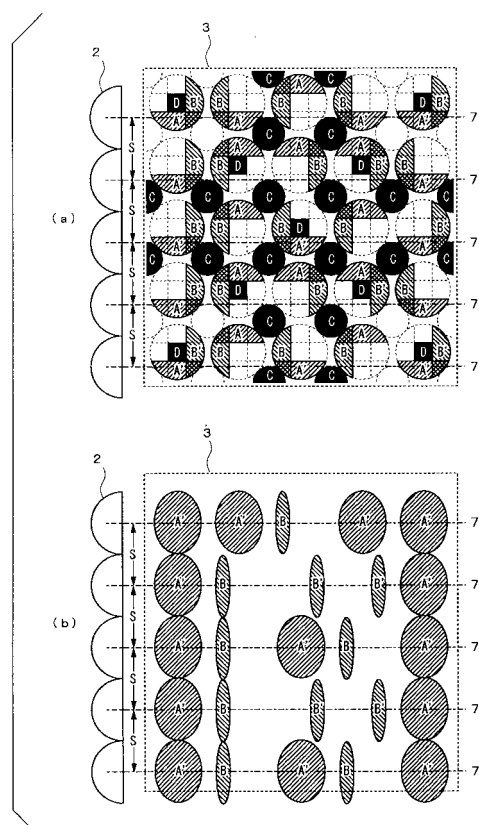 3
2
C C
A
D B' B B B' D B'
A' A' A' A' 7
C C
S
A A
B' B D B' B D B' B'
A' A' 7
C C C C C C
S
A A
(a)
B' B D B B'
A' 7
C C C C C C
S
A A A
B' B D B' B D B' B'
A' A' 7
C C
S
A A A
D B' B B B' D B'
A' A' 7
C C
3
2
A' A' B A' A' 7
S
A' B B' B' A' 7
S
(b)
A' B A' B A' 7
S
A' B B' B' A' 7
S
A' B A' B A' 7